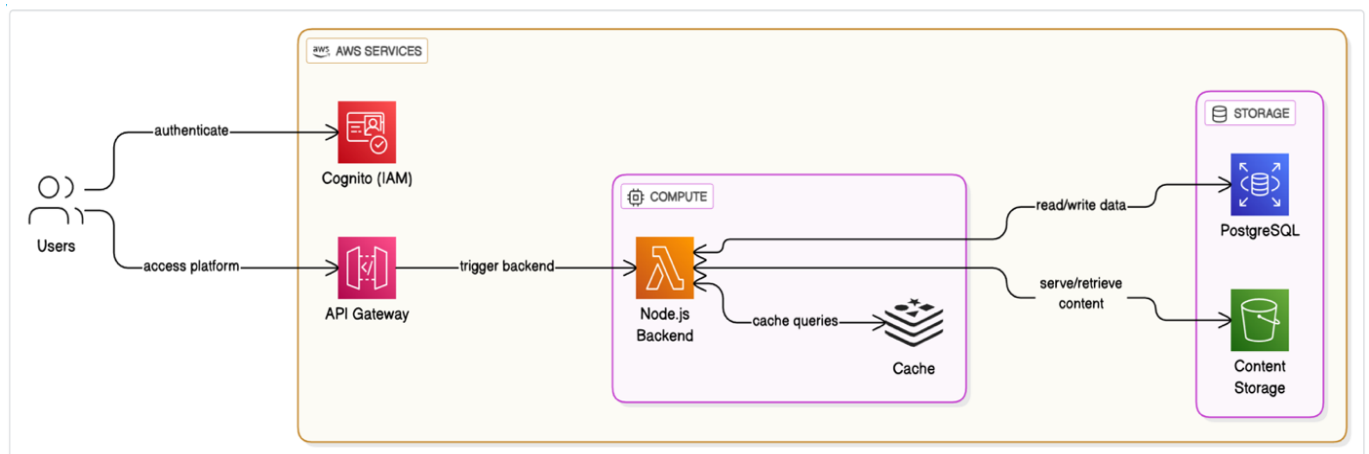 aws AWS SERVICES
STORAGE
authenticate
Cognito (IAM)
COMPUTE
read/write data
PostgreSQL
Users
access platform
trigger backend
API Gateway
Node.js
Backend
cache queries
Cache
serve/retrieve
content
Content
Storage